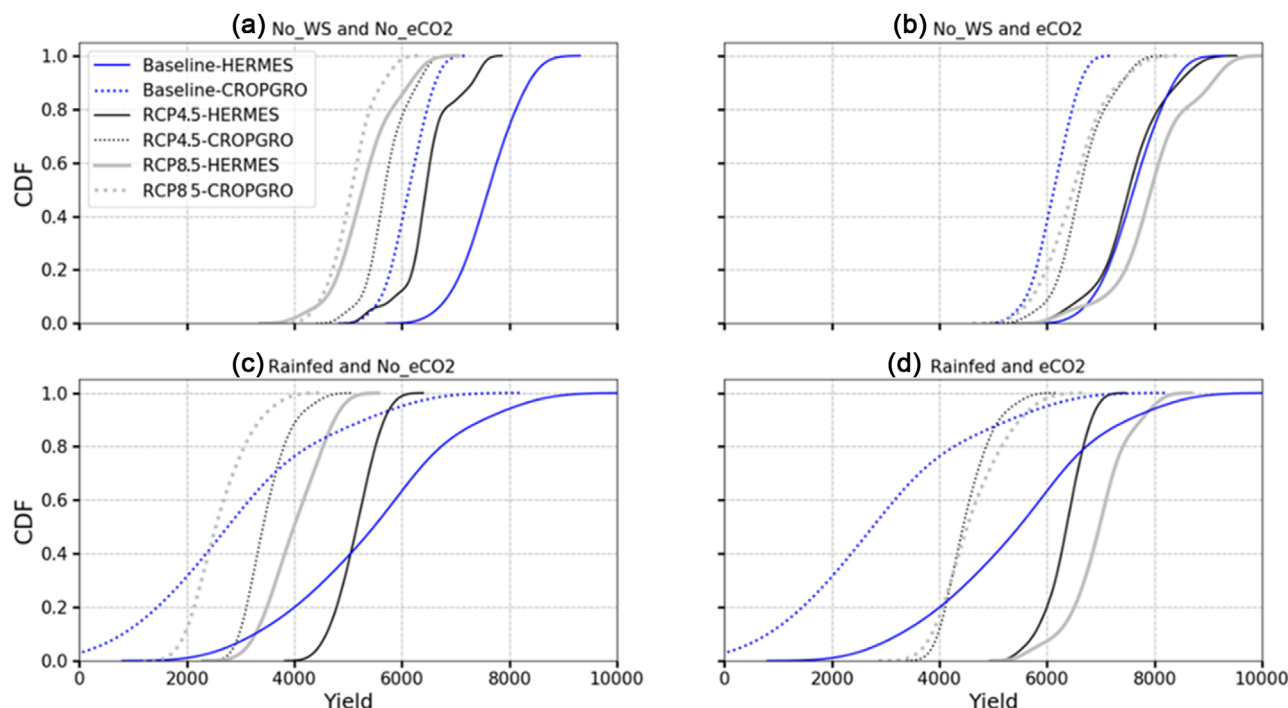 (a) No_WS and No_eCO2
(b) No_WS and eCO2
1.0
0.8
0.6
0.4
0.2
0.0
CDF
Baseline-HERMES
Baseline-CROPGRO
RCP4.5-HERMES
RCP4.5-CROPGRO
RCP8.5-HERMES
RCP8 5-CROPGRO
(c) Rainfed and No_eCO2
(d) Rainfed and eCO2
1.0
0.8
0.6
0.4
0.2
0.0
CDF
0 2000 4000 6000 8000 10000
0 2000 4000 6000 8000 10000
Yield
Yield